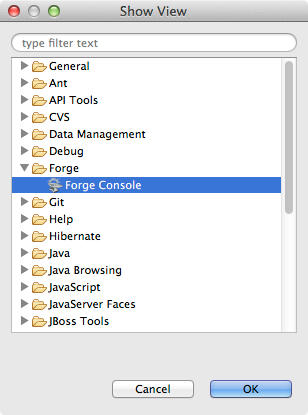 Show View
type filter text
General
Ant
API Tools
CVS
Data Management
Debug
Forge
Forge Console
Git
Help
Hibernate
Java
Java Browsing
JavaScript
JavaServer Faces
JBoss Tools
Cancel OK